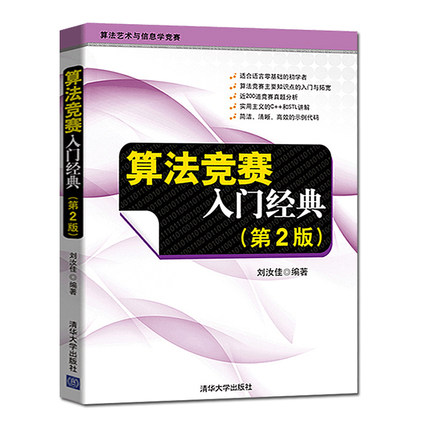 算法艺术与信息学竞赛
适合语言零基础的初学者
算法竞赛主要知识点的入门与拓宽
近200道竞赛真题分析
实用主义的C++和STL讲解
简洁、清晰、高效的示例代码
算法竞赛
入门经典
(第2版)
刘汝佳◎编著
清华大学出版社
算法竞赛
入门经典
(第2版)
刘汝佳
◎
编著
清华大学出版社